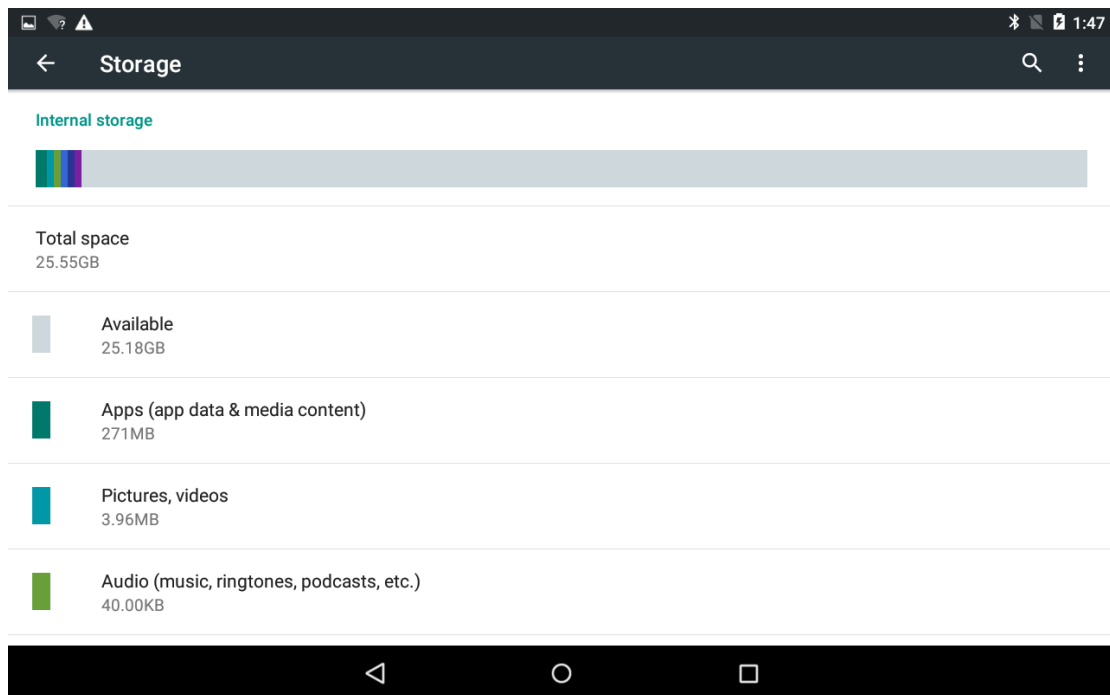 1:47
Storage
Internal storage
Total space
25.55GB
Available
25.18GB
Apps (app data & media content)
271MB
Pictures, videos
3.96MB
Audio (music, ringtones, podcasts, etc.)
40.00KB